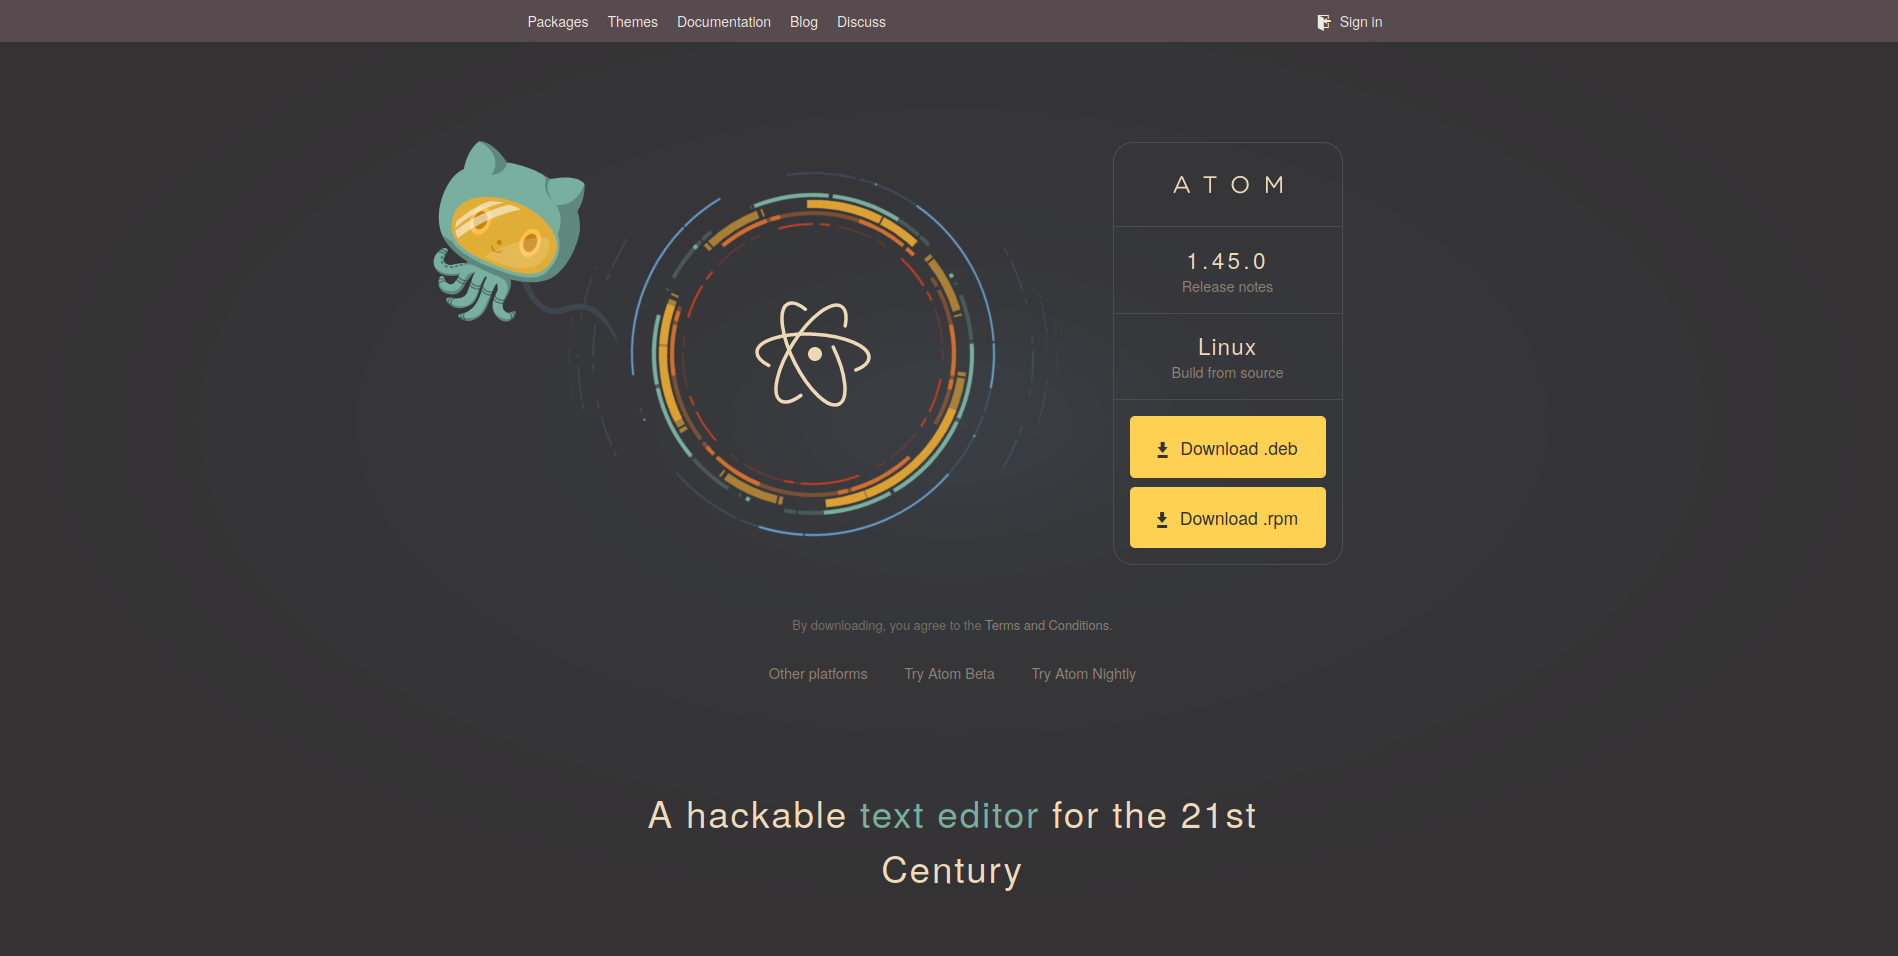 Packages Themes Documentation Blog Discuss Sign in
ATOM
1.45.0
Release notes
Linux
Build from source
Download .deb
Download .rpm
By downloading, you agree to the Terms and Conditions.
Other platforms Try Atom Beta Try Atom Nightly
A hackable text editor for the 21st
Century